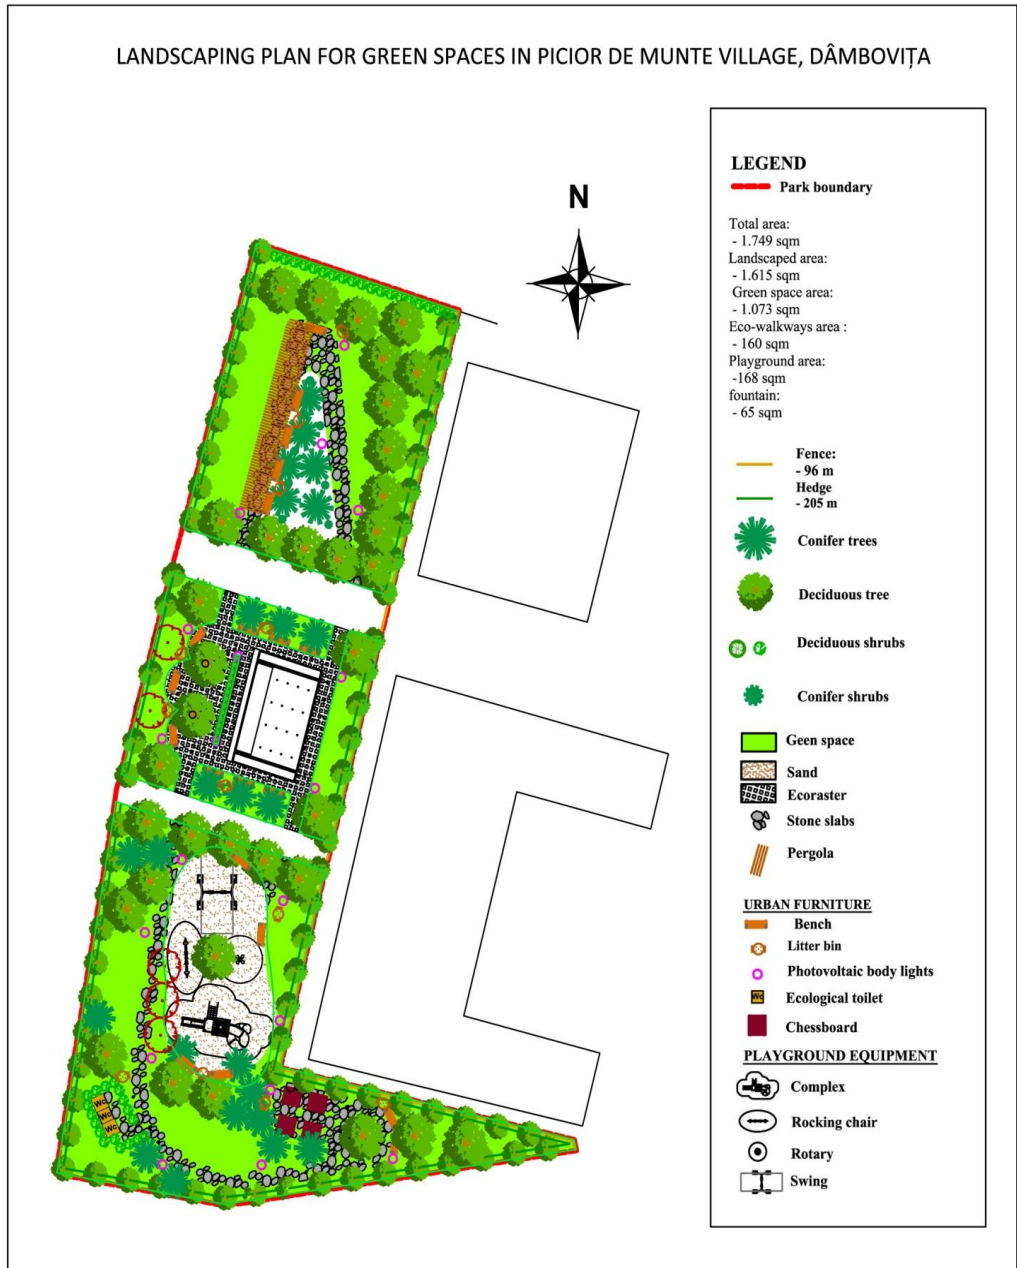 LANDSCAPING PLAN FOR GREEN SPACES IN PICIOR DE MUNTE VILLAGE, DÂMBOVIȚA
N
LEGEND
Park boundary
Total area:
- 1.749 sqm
Landscaped area:
- 1.615 sqm
Green space area:
- 1.073 sqm
Eco-walkways area :
- 160 sqm
Playground area:
-168 sqm
fountain:
- 65 sqm
Fence:
- 96 m
Hedge
- 205 m
Conifer trees
Deciduous tree
Deciduous shrubs
Conifer shrubs
Geen space
Sand
Ecoraster
Stone slabs
Pergola
URBAN FURNITURE
Bench
Litter bin
Photovoltaic body lights
Wc Ecological toilet
Chessboard
PLAYGROUND EQUIPMENT
Complex
Rocking chair
Rotary
Swing
Wc
Wc
Wc